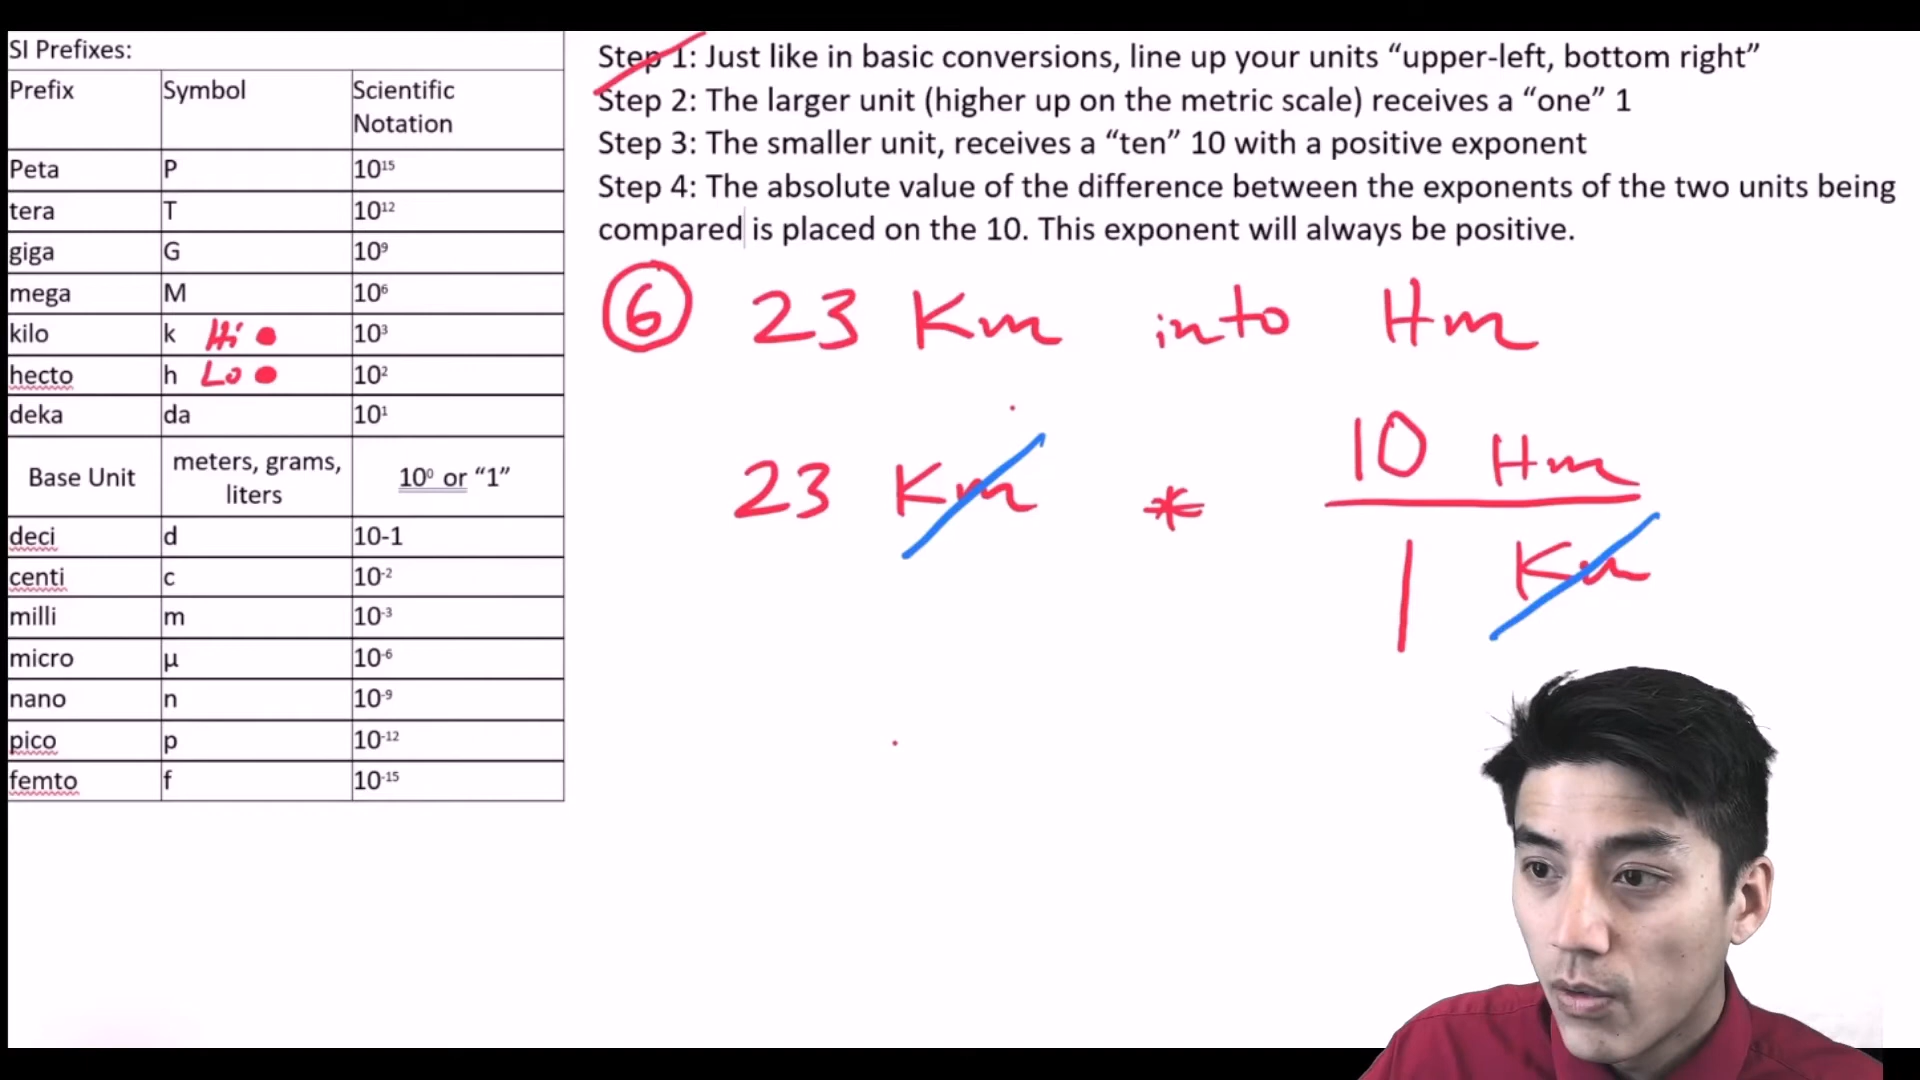 SI Prefixes:
Prefix Symbol Scientific Notation
Peta P 10¹⁵
tera T 10¹²
giga G 10⁹
mega M 10⁶
kilo k Hi 10³
hecto h Lo 10²
deka da 10¹
Base Unit meters, grams, liters 10⁰ or “1”
deci d 10-1
centi c 10⁻²
milli m 10⁻³
micro µ 10⁻⁶
nano n 10⁻⁹
pico p 10⁻¹²
femto f 10⁻¹⁵
Step 1: Just like in basic conversions, line up your units “upper-left, bottom right”
Step 2: The larger unit (higher up on the metric scale) receives a “one” 1
Step 3: The smaller unit, receives a “ten” 10 with a positive exponent
Step 4: The absolute value of the difference between the exponents of the two units being
compared is placed on the 10. This exponent will always be positive.
6 23 Km into Hm
23 Km * 10 Hm
1 Km